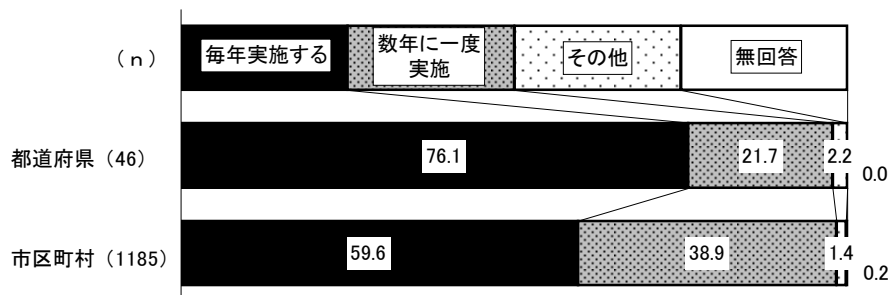 （ｎ）
毎年実施する
数年に一度
実施
その他
無回答
都道府県（46）
76.1
21.7
2.2
0.0
市区町村（1185）
59.6
38.9
1.4
0.2